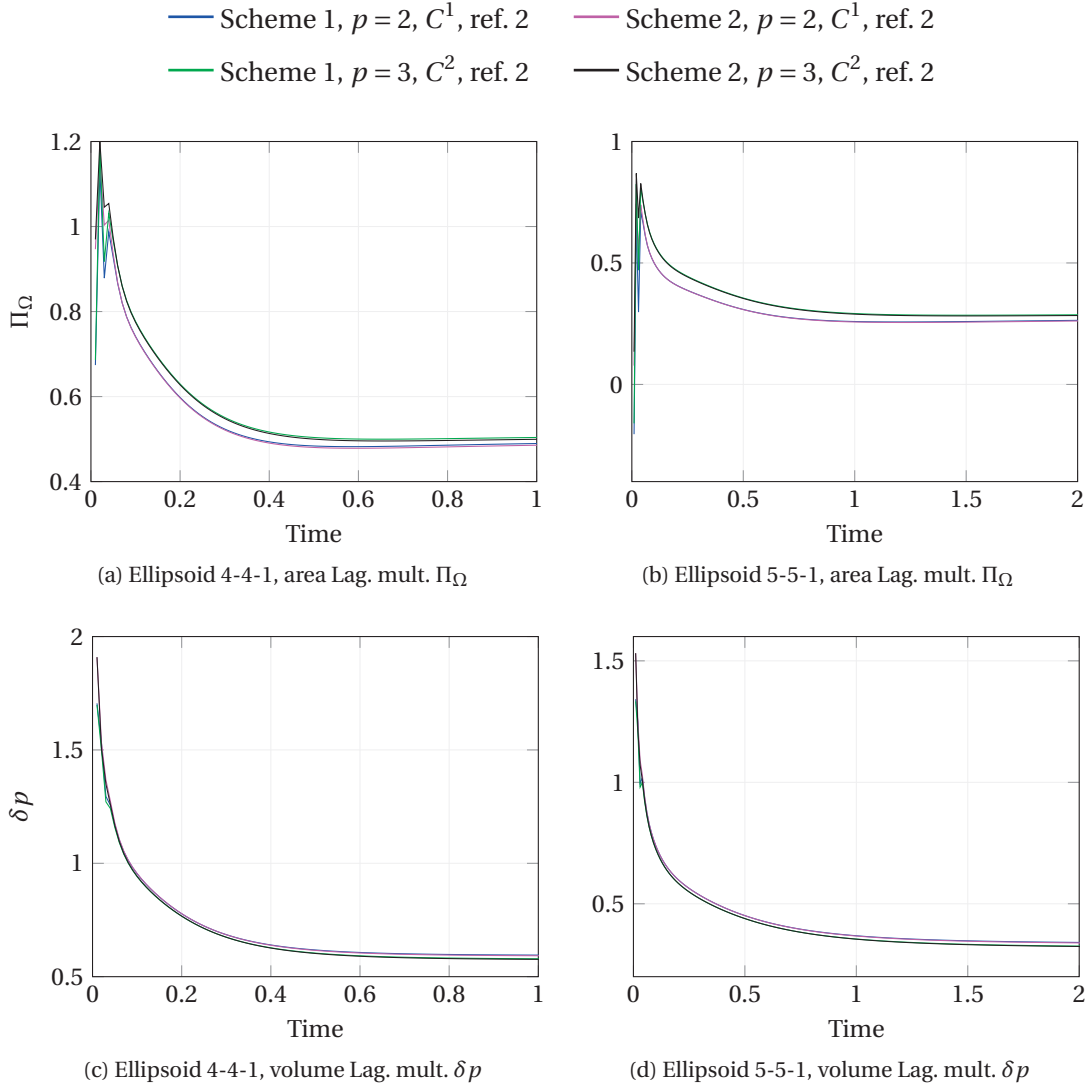 Scheme 1, p = 2, C¹, ref. 2 Scheme 2, p = 2, C¹, ref. 2
Scheme 1, p = 3, C², ref. 2 Scheme 2, p = 3, C², ref. 2
1.2
1
0.8
0.6
0.4
Π_Ω
0 0.2 0.4 0.6 0.8 1
Time
(a) Ellipsoid 4-4-1, area Lag. mult. Π_Ω
1
0.5
0
0 0.5 1 1.5 2
Time
(b) Ellipsoid 5-5-1, area Lag. mult. Π_Ω
2
1.5
1
0.5
δp
0 0.2 0.4 0.6 0.8 1
Time
(c) Ellipsoid 4-4-1, volume Lag. mult. δp
1.5
1
0.5
0 0.5 1 1.5 2
Time
(d) Ellipsoid 5-5-1, volume Lag. mult. δp